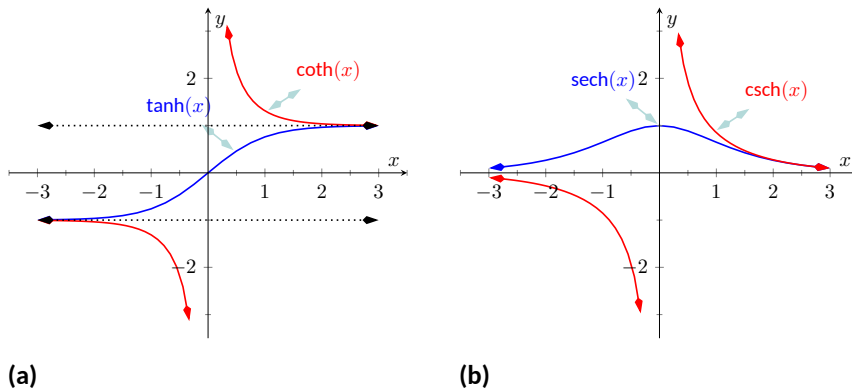 y
coth(x)
2
tanh(x)
x
−3 −1 1 2 3
−2
(a)
y
2
sech(x)
csch(x)
x
−3 −2 −1 1 2 3
−2
(b)